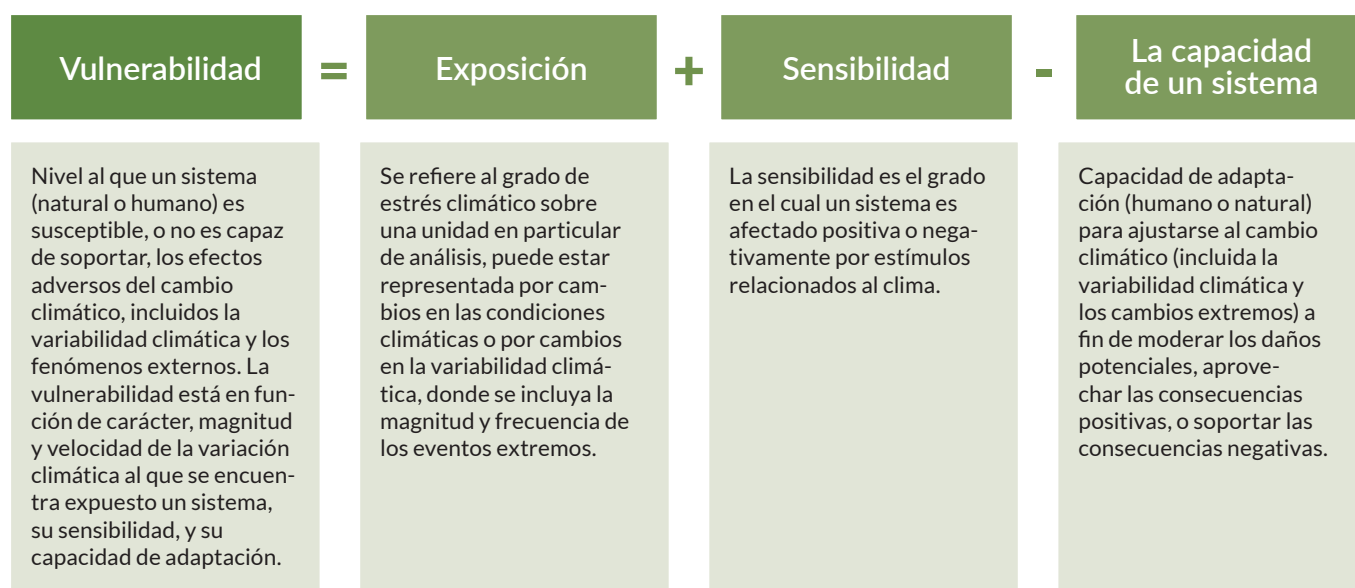 Vulnerabilidad
=
Exposición
+
Sensibilidad
-
La capacidad
de un sistema
Nivel al que un sistema
(natural o humano) es
susceptible, o no es capaz
de soportar, los efectos
adversos del cambio
climático, incluidos la
variabilidad climática y los
fenómenos externos. La
vulnerabilidad está en fun-
ción de carácter, magnitud
y velocidad de la variación
climática al que se encuen-
tra expuesto un sistema,
su sensibilidad, y su
capacidad de adaptación.
Se refiere al grado de
estrés climático sobre
una unidad en particular
de análisis, puede estar
representada por cam-
bios en las condiciones
climáticas o por cambios
en la variabilidad climá-
tica, donde se incluya la
magnitud y frecuencia de
los eventos extremos.
La sensibilidad es el grado
en el cual un sistema es
afectado positiva o nega-
tivamente por estímulos
relacionados al clima.
Capacidad de adapta-
ción (humano o natural)
para ajustarse al cambio
climático (incluida la
variabilidad climática y
los cambios extremos) a
fin de moderar los daños
potenciales, aprove-
char las consecuencias
positivas, o soportar las
consecuencias negativas.